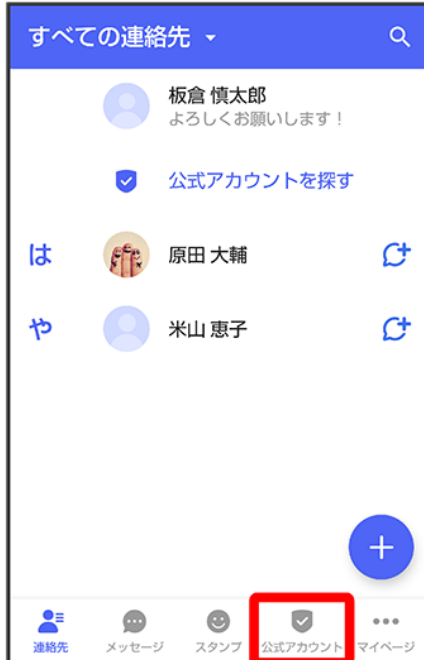 すべての連絡先
板倉 慎太郎
よろしくお願いします！
公式アカウントを探す
は
原田 大輔
や
米山 恵子
連絡先
メッセージ
スタンプ
公式アカウント
マイページ